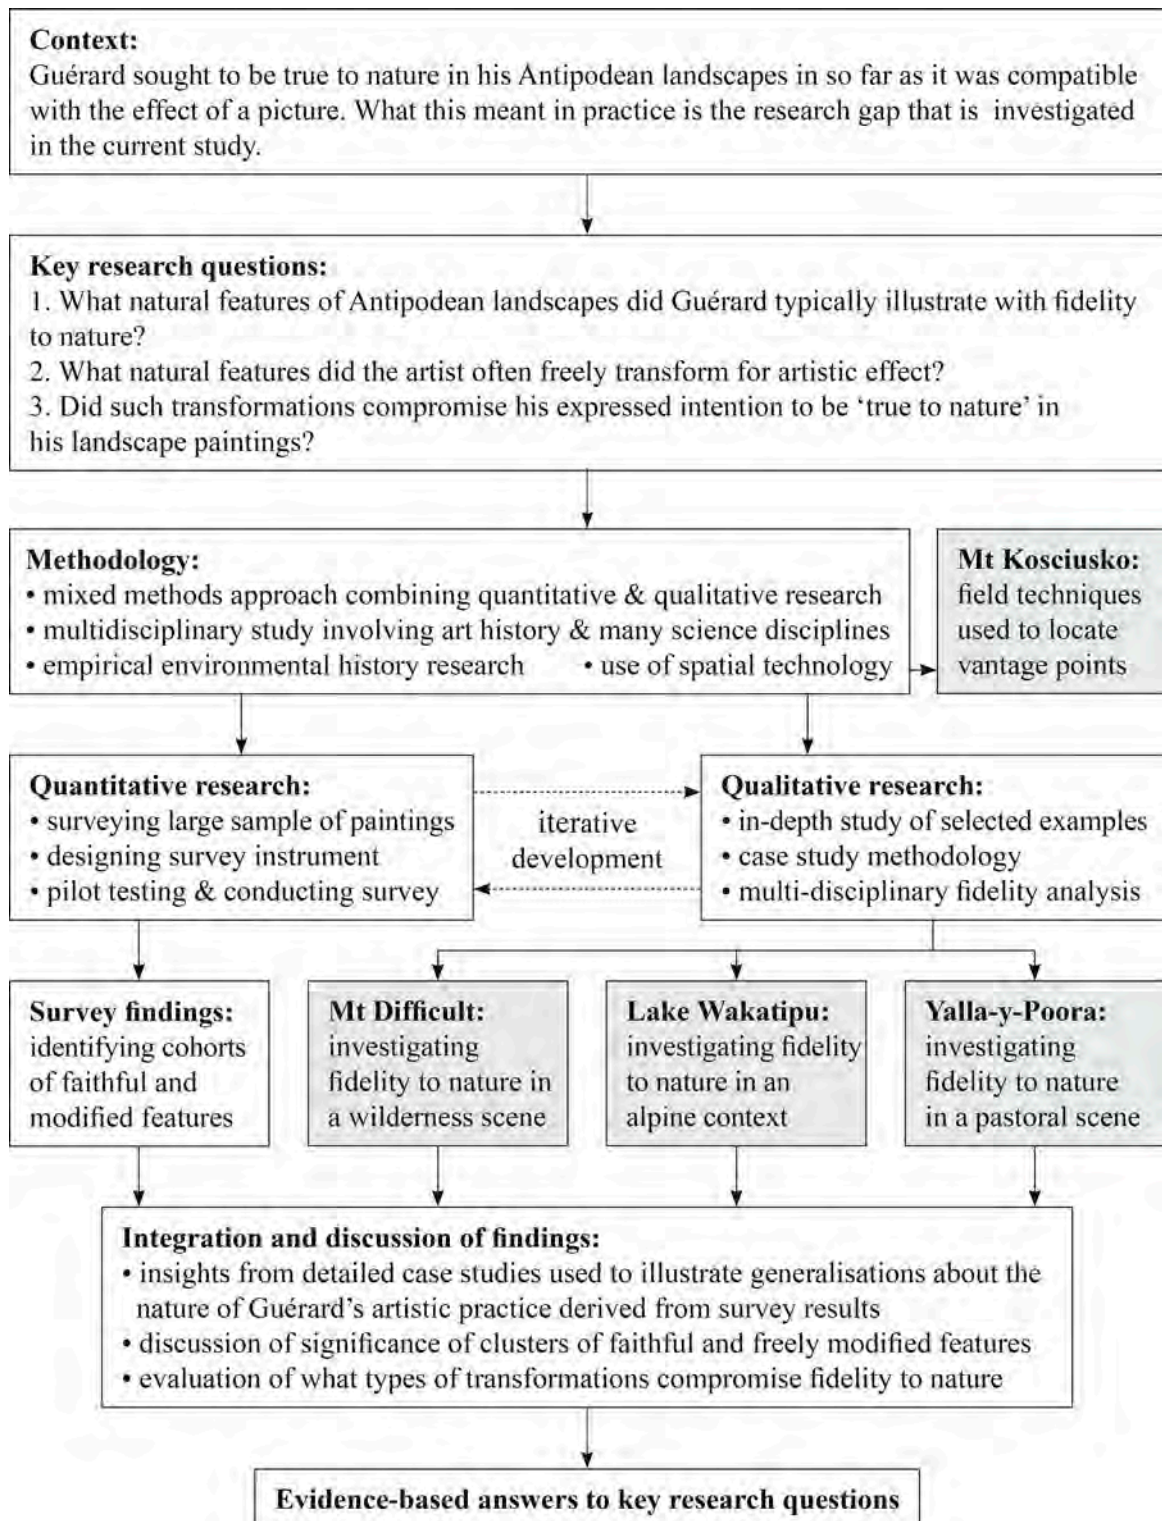 Context:
Guérard sought to be true to nature in his Antipodean landscapes in so far as it was compatible
with the effect of a picture. What this meant in practice is the research gap that is investigated
in the current study.
Key research questions:
1. What natural features of Antipodean landscapes did Guérard typically illustrate with fidelity
to nature?
2. What natural features did the artist often freely transform for artistic effect?
3. Did such transformations compromise his expressed intention to be ‘true to nature’ in
his landscape paintings?
Methodology:
• mixed methods approach combining quantitative & qualitative research
• multidisciplinary study involving art history & many science disciplines
• empirical environmental history research • use of spatial technology
Mt Kosciusko:
field techniques
used to locate
vantage points
Quantitative research:
• surveying large sample of paintings
• designing survey instrument
• pilot testing & conducting survey
iterative
development
Qualitative research:
• in-depth study of selected examples
• case study methodology
• multi-disciplinary fidelity analysis
Survey findings:
identifying cohorts
of faithful and
modified features
Mt Difficult:
investigating
fidelity to nature in
a wilderness scene
Lake Wakatipu:
investigating fidelity
to nature in an
alpine context
Yalla-y-Poora:
investigating
fidelity to nature
in a pastoral scene
Integration and discussion of findings:
• insights from detailed case studies used to illustrate generalisations about the
nature of Guérard’s artistic practice derived from survey results
• discussion of significance of clusters of faithful and freely modified features
• evaluation of what types of transformations compromise fidelity to nature
Evidence-based answers to key research questions